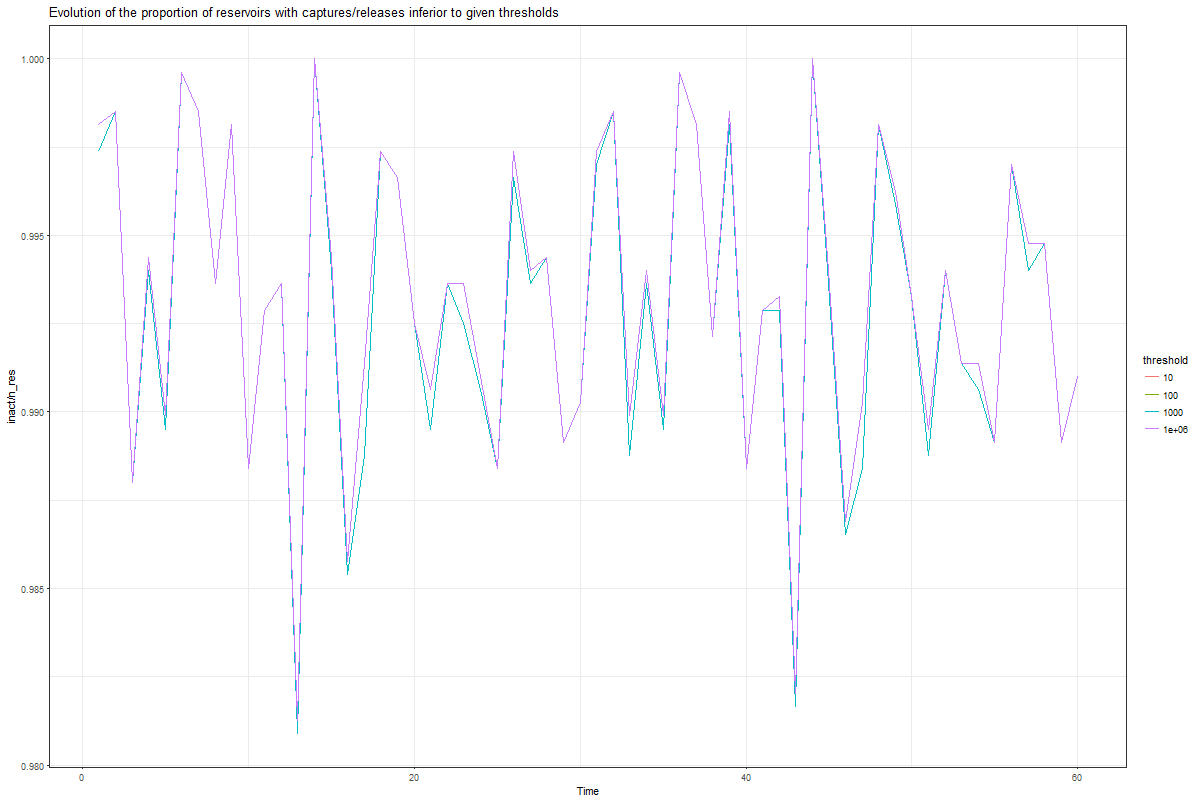 Evolution of the proportion of reservoirs with captures/releases inferior to given thresholds
1.000
0.995
0.990
0.985
0.980
inact/n_res
0
20
40
60
Time
threshold
10
100
1000
1e+06